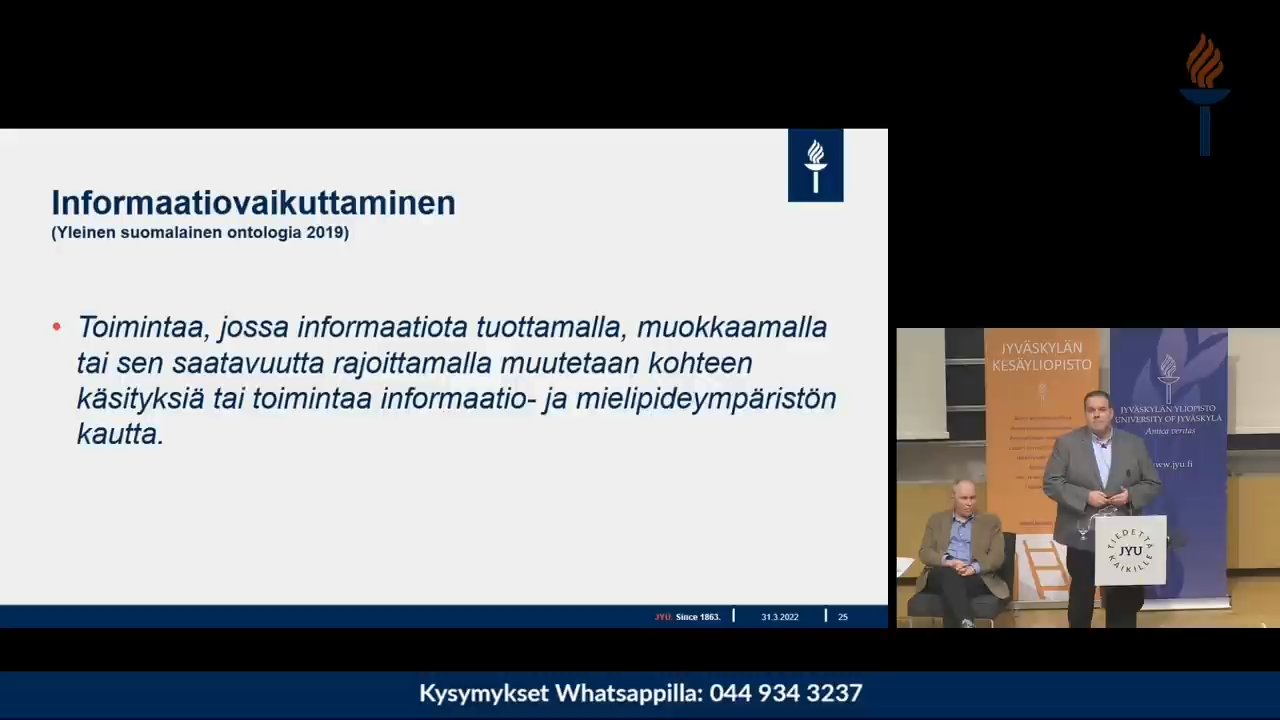 Informaatiovaikuttaminen
(Yleinen suomalainen ontologia 2019)
• Toimintaa, jossa informaatiota tuottamalla, muokkaamalla
tai sen saatavuutta rajoittamalla muutetaan kohteen
käsityksiä tai toimintaa informaatio- ja mielipideympäristön
kautta.
JYU. Since 1863.
31.3.2022
25
JYVÄSKYLÄN
KESÄYLIOPISTO
JYVÄSKYLÄN YLIOPISTO
UNIVERSITY OF JYVÄSKYLÄ
Amica veritas
www.jyu.fi
TIEDETTÄ
JYU
KAIKILLE
Kysymykset Whatsappilla: 044 934 3237